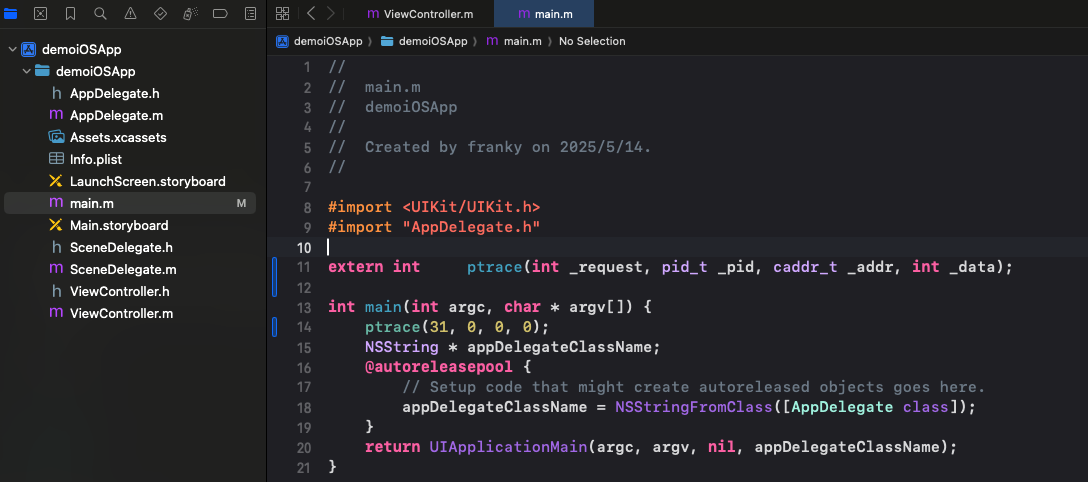 demoiOSApp
demoiOSApp
h AppDelegate.h
m AppDelegate.m
Assets.xcassets
Info.plist
LaunchScreen.storyboard
m main.m M
Main.storyboard
h SceneDelegate.h
m SceneDelegate.m
h ViewController.h
m ViewController.m
m ViewController.m
m main.m
demoiOSApp 〉 demoiOSApp 〉 m main.m 〉 No Selection
1 //
2 //  main.m
3 //  demoiOSApp
4 //
5 //  Created by franky on 2025/5/14.
6 //
7
8 #import <UIKit/UIKit.h>
9 #import "AppDelegate.h"
10
11 extern int     ptrace(int _request, pid_t _pid, caddr_t _addr, int _data);
12
13 int main(int argc, char * argv[]) {
14     ptrace(31, 0, 0, 0);
15     NSString * appDelegateClassName;
16     @autoreleasepool {
17         // Setup code that might create autoreleased objects goes here.
18         appDelegateClassName = NSStringFromClass([AppDelegate class]);
19     }
20     return UIApplicationMain(argc, argv, nil, appDelegateClassName);
21 }